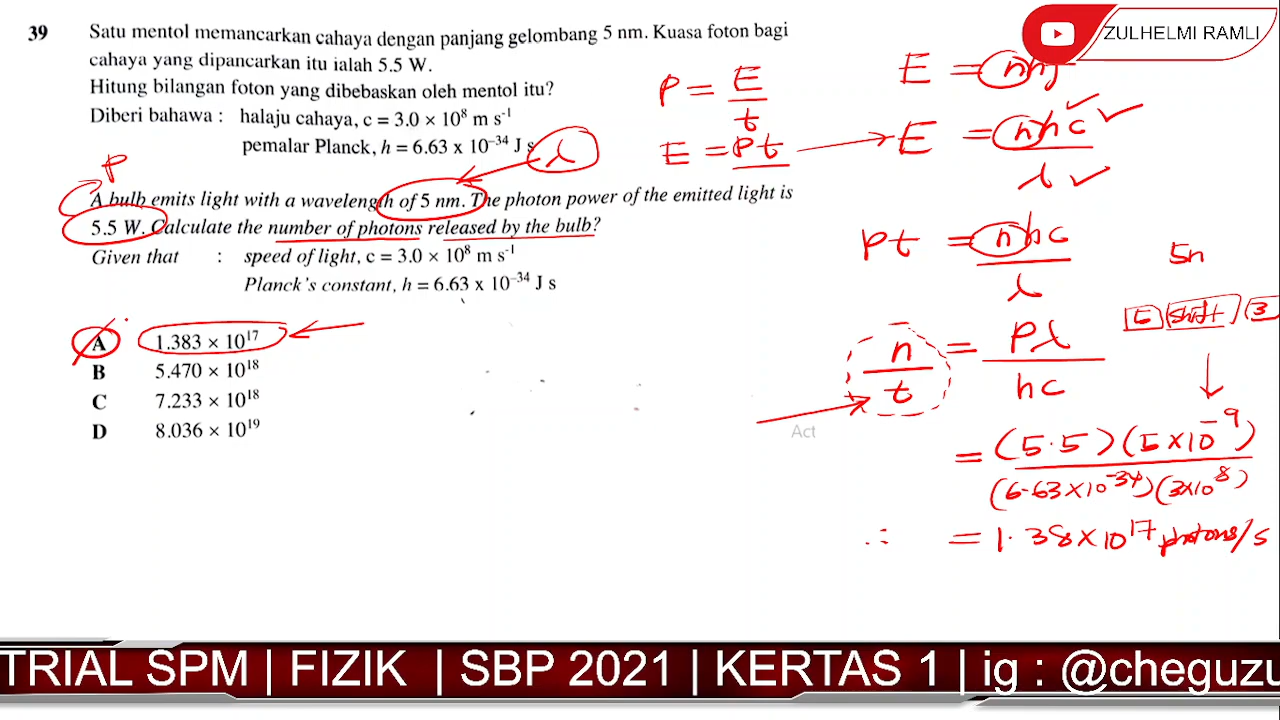 39 Satu mentol memancarkan cahaya dengan panjang gelombang 5 nm. Kuasa foton bagi
cahaya yang dipancarkan itu ialah 5.5 W.
Hitung bilangan foton yang dibebaskan oleh mentol itu?
Diberi bahawa : halaju cahaya, c = 3.0 × 10⁸ m s⁻¹
pemalar Planck, h = 6.63 x 10⁻³⁴ J s
λ
P
A bulb emits light with a wavelength of 5 nm. The photon power of the emitted light is
5.5 W. Calculate the number of photons released by the bulb?
Given that : speed of light, c = 3.0 × 10⁸ m s⁻¹
Planck's constant, h = 6.63 x 10⁻³⁴ J s
A 1.383 × 10¹⁷
B 5.470 × 10¹⁸
C 7.233 × 10¹⁸
D 8.036 × 10¹⁹
P = E
t
E = Pt
ZULHELMI RAMLI
E = nhf
E = nhc
λ
Pt = nhc
λ
n = Pλ
t hc
= (5.5)(5×10⁻⁹)
(6.63×10⁻³⁴)(3×10⁸)
∴ = 1.38×10¹⁷ photons/s
5n
5 Shift 3
Act
TRIAL SPM | FIZIK | SBP 2021 | KERTAS 1 | ig : @cheguzu